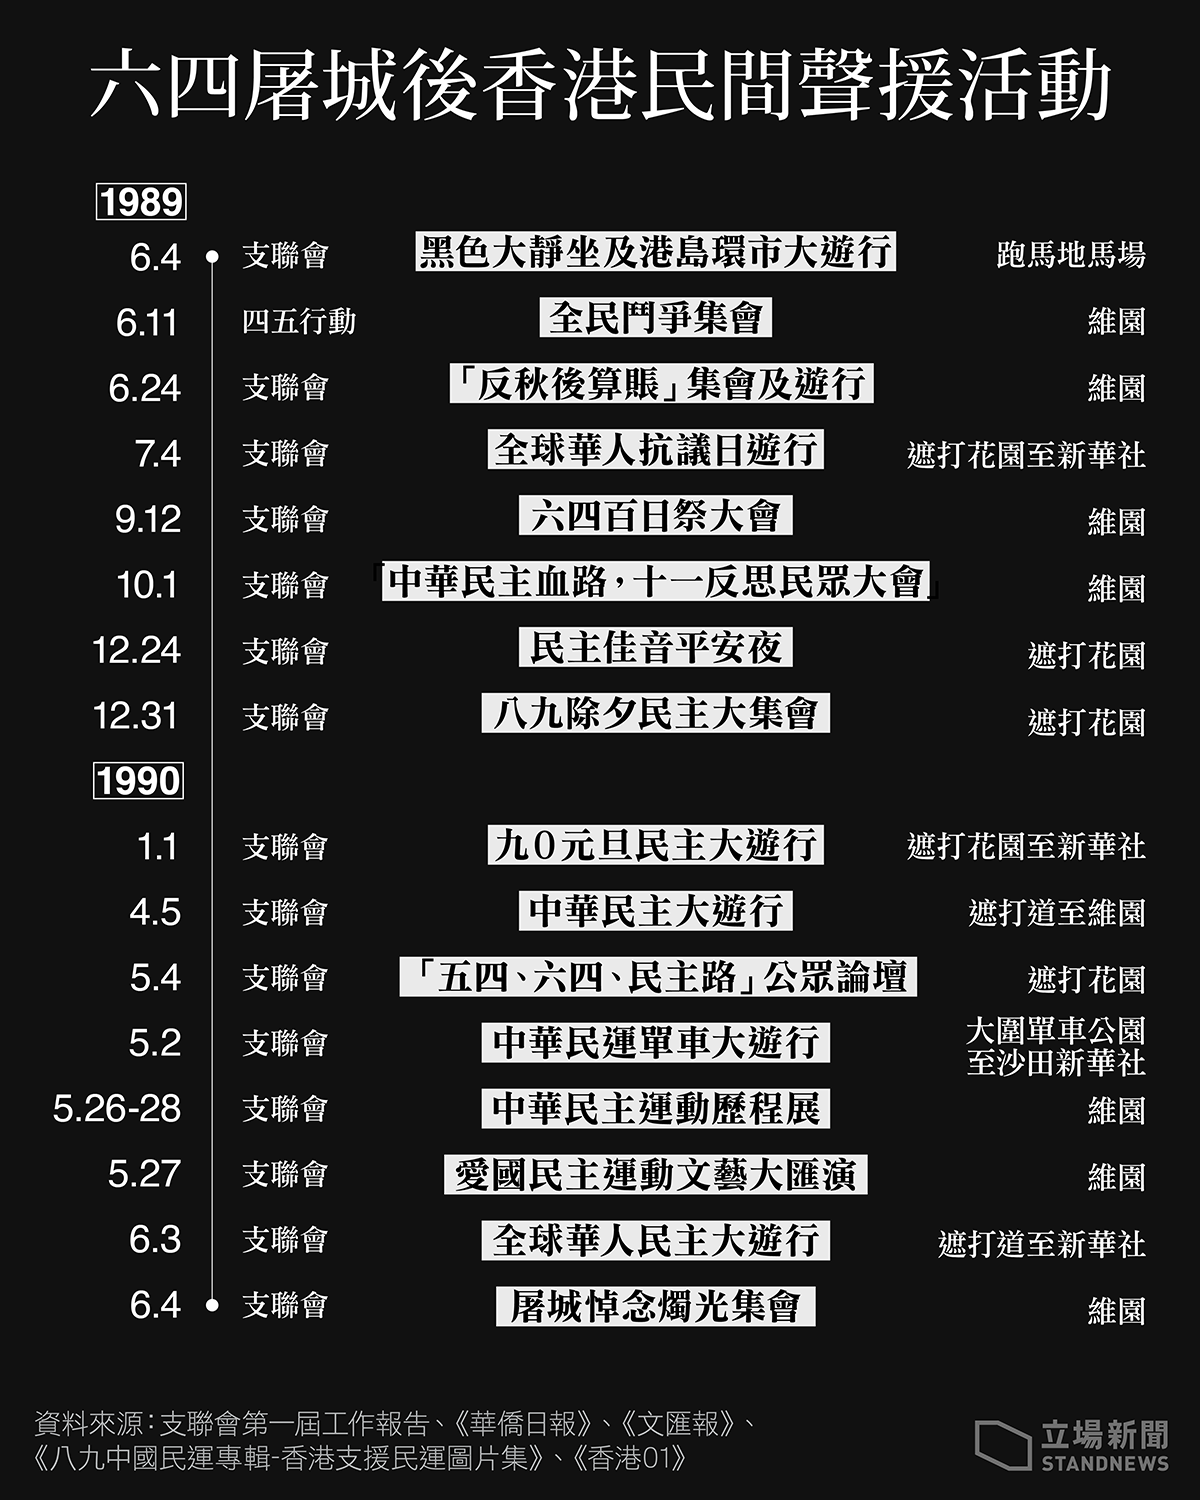 六四屠城後香港民間聲援活動
1989
6.4 支聯會 黑色大靜坐及港島環市大遊行 跑馬地馬場
6.11 四五行動 全民鬥爭集會 維園
6.24 支聯會 「反秋後算賬」集會及遊行 維園
7.4 支聯會 全球華人抗議日遊行 遮打花園至新華社
9.12 支聯會 六四百日祭大會 維園
10.1 支聯會 「中華民主血路,十一反思民眾大會」 維園
12.24 支聯會 民主佳音平安夜 遮打花園
12.31 支聯會 八九除夕民主大集會 遮打花園
1990
1.1 支聯會 九0元旦民主大遊行 遮打花園至新華社
4.5 支聯會 中華民主大遊行 遮打道至維園
5.4 支聯會 「五四、六四、民主路」公眾論壇 遮打花園
5.2 支聯會 中華民運單車大遊行 大圍單車公園
至沙田新華社
5.26-28 支聯會 中華民主運動歷程展 維園
5.27 支聯會 愛國民主運動文藝大匯演 維園
6.3 支聯會 全球華人民主大遊行 遮打道至新華社
6.4 支聯會 屠城悼念燭光集會 維園
資料來源:支聯會第一屆工作報告、《華僑日報》、《文匯報》、
《八九中國民運專輯-香港支援民運圖片集》、《香港01》
立場新聞
STANDNEWS